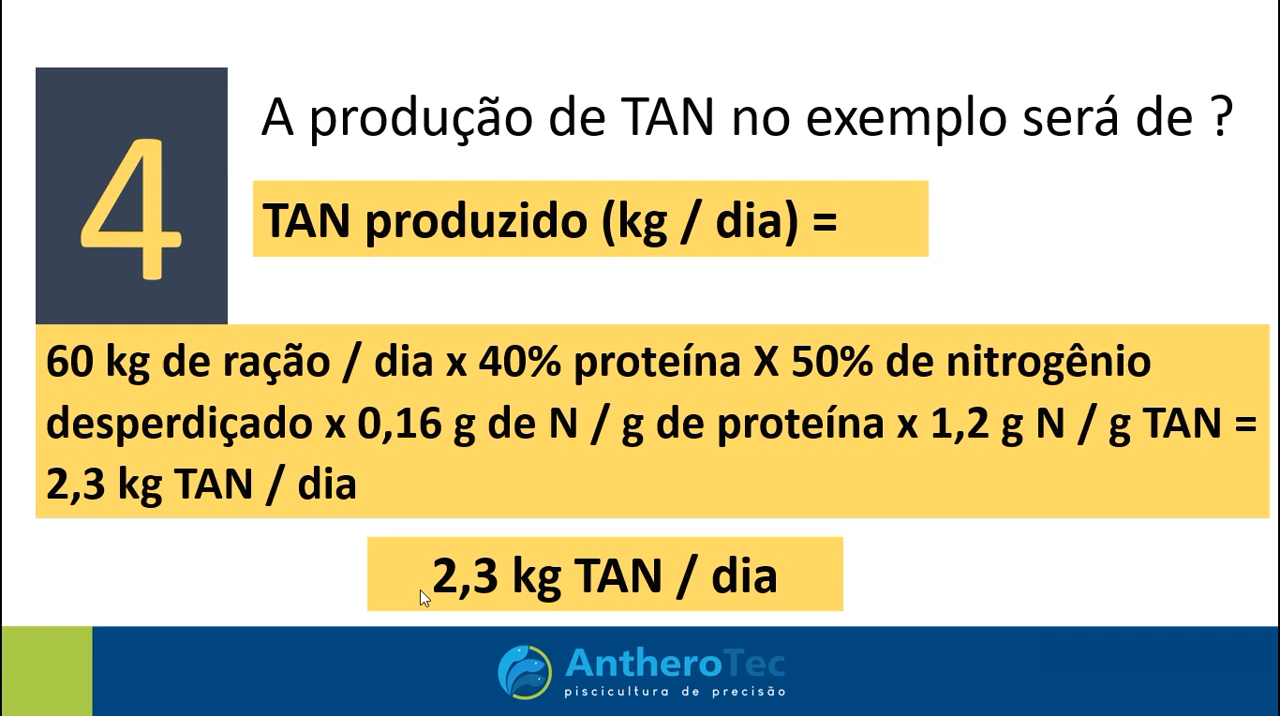 4
A produção de TAN no exemplo será de ?
TAN produzido (kg / dia) =
60 kg de ração / dia x 40% proteína X 50% de nitrogênio
desperdiçado x 0,16 g de N / g de proteína x 1,2 g N / g TAN =
2,3 kg TAN / dia
2,3 kg TAN / dia
AntheroTec
piscicultura de precisão